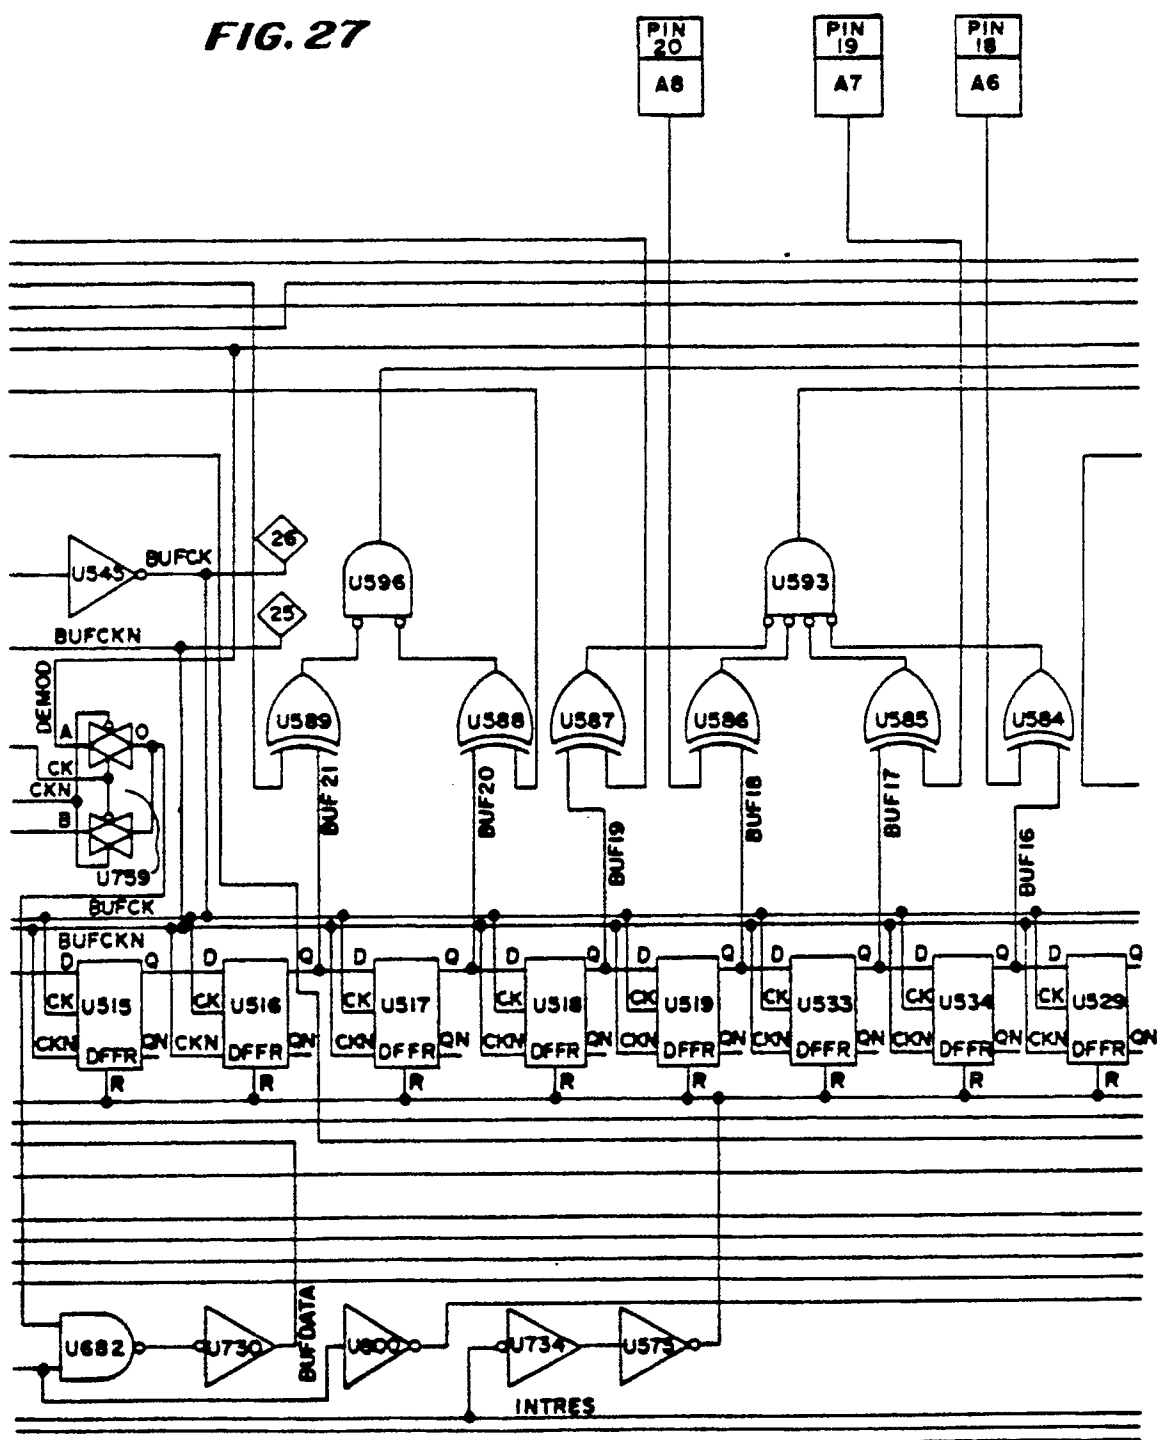 FIG. 27
PIN 20
A8
PIN 19
A7
PIN 18
A6
26
U545
BUFCK
U596
U593
25
BUFCKN
DEMOD
U589
U588
U587
U586
U585
U584
A
O
CK
CKN
B
U759
BUF21
BUF20
BUF19
BUF18
BUF17
BUF16
BUFCK
BUFCKN
D
Q
D
Q
D
Q
D
Q
D
Q
D
Q
D
Q
D
Q
U515
CK
U516
CK
U517
CK
U518
CK
U519
CK
U533
CK
U534
CK
U529
CKN
DFFR
QN
CKN
DFFR
QN
CKN
DFFR
QN
CKN
DFFR
QN
CKN
DFFR
QN
CKN
DFFR
QN
CKN
DFFR
QN
CKN
DFFR
QN
R
R
R
R
R
R
R
R
BUFDATA
U682
U730
U734
U575
INTRES